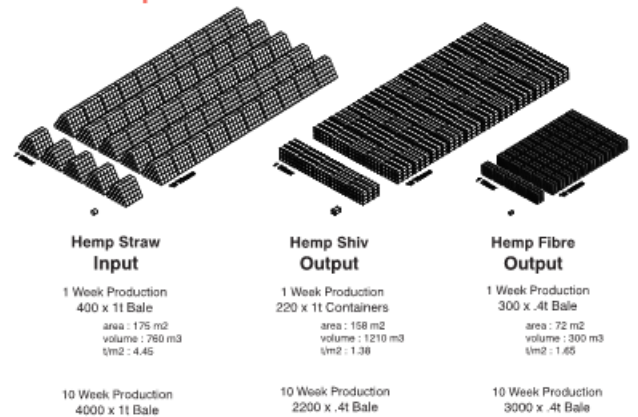 Hemp Straw
Input
1 Week Production
400 x 1t Bale
area : 175 m2
volume : 760 m3
t/m2 : 4.45
10 Week Production
4000 x 1t Bale
Hemp Shiv
Output
1 Week Production
220 x 1t Containers
area : 158 m2
volume : 1210 m3
t/m2 : 1.38
10 Week Production
2200 x .4t Bale
Hemp Fibre
Output
1 Week Production
300 x .4t Bale
area : 72 m2
volume : 300 m3
t/m2 : 1.65
10 Week Production
3000 x .4t Bale